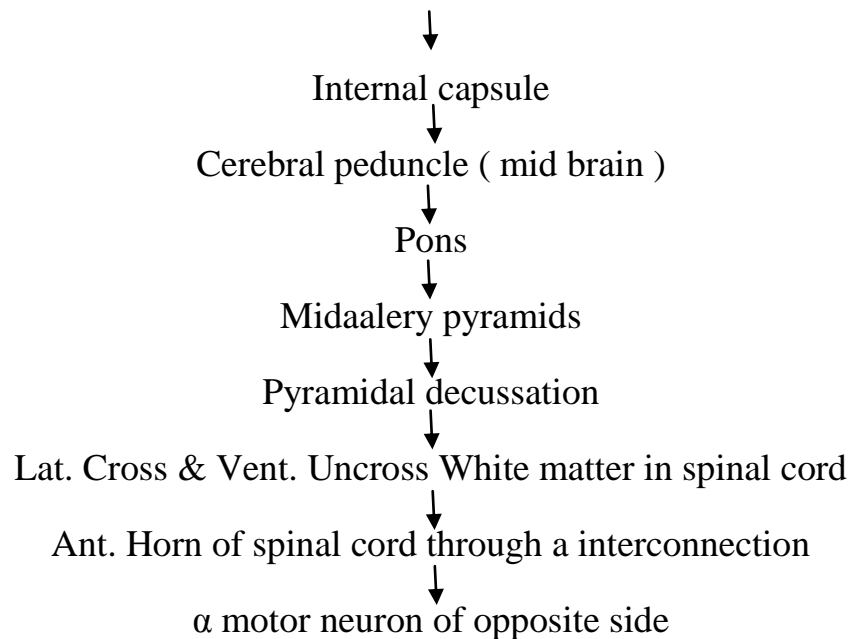 Internal capsule
Cerebral peduncle ( mid brain )
Pons
Midaalery pyramids
Pyramidal decussation
Lat. Cross & Vent. Uncross White matter in spinal cord
Ant. Horn of spinal cord through a interconnection
α motor neuron of opposite side